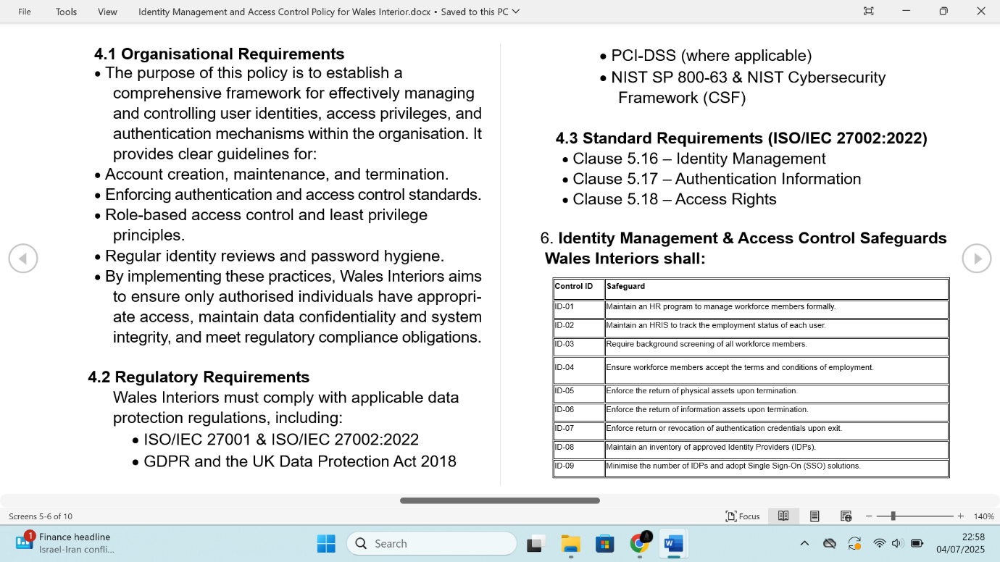 File Tools View Identity Management and Access Control Policy for Wales Interior.docx • Saved to this PC
4.1 Organisational Requirements
• The purpose of this policy is to establish a
comprehensive framework for effectively managing
and controlling user identities, access privileges, and
authentication mechanisms within the organisation. It
provides clear guidelines for:
• Account creation, maintenance, and termination.
• Enforcing authentication and access control standards.
• Role-based access control and least privilege
principles.
• Regular identity reviews and password hygiene.
• By implementing these practices, Wales Interiors aims
to ensure only authorised individuals have appropri-
ate access, maintain data confidentiality and system
integrity, and meet regulatory compliance obligations.
4.2 Regulatory Requirements
Wales Interiors must comply with applicable data
protection regulations, including:
• ISO/IEC 27001 & ISO/IEC 27002:2022
• GDPR and the UK Data Protection Act 2018
• PCI-DSS (where applicable)
• NIST SP 800-63 & NIST Cybersecurity
Framework (CSF)
4.3 Standard Requirements (ISO/IEC 27002:2022)
• Clause 5.16 – Identity Management
• Clause 5.17 – Authentication Information
• Clause 5.18 – Access Rights
6. Identity Management & Access Control Safeguards
Wales Interiors shall:
Control ID Safeguard
ID-01 Maintain an HR program to manage workforce members formally.
ID-02 Maintain an HRIS to track the employment status of each user.
ID-03 Require background screening of all workforce members.
ID-04 Ensure workforce members accept the terms and conditions of employment.
ID-05 Enforce the return of physical assets upon termination.
ID-06 Enforce the return of information assets upon termination.
ID-07 Enforce return or revocation of authentication credentials upon exit.
ID-08 Maintain an inventory of approved Identity Providers (IDPs).
ID-09 Minimise the number of IDPs and adopt Single Sign-On (SSO) solutions.
Screens 5-6 of 10 Focus 140%
1 Finance headline
Israel-Iran confli...
Search
22:58
04/07/2025